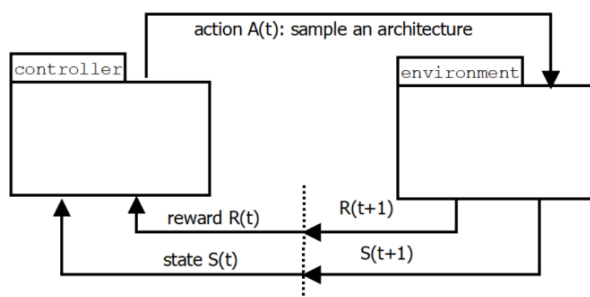 action A(t): sample an architecture
controller
environment
reward R(t)
R(t+1)
state S(t)
S(t+1)